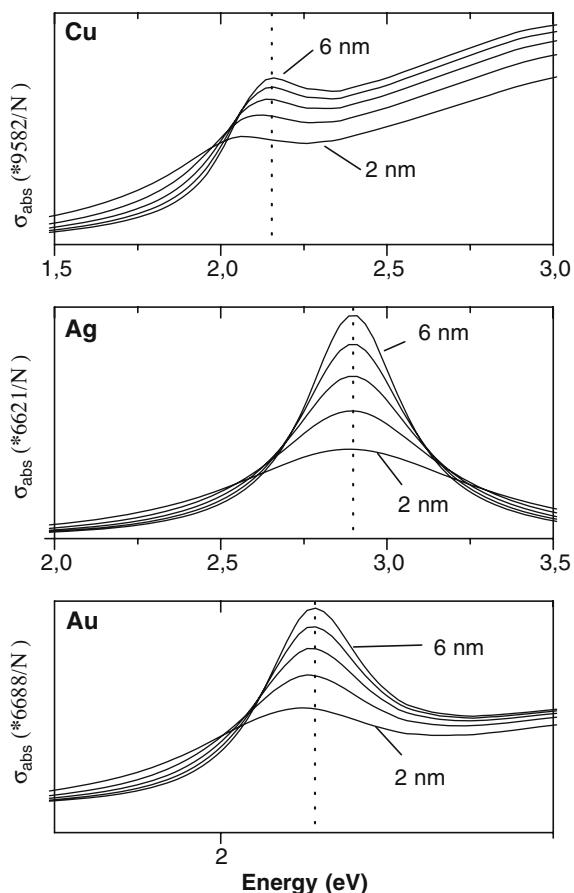 Cu
6 nm
2 nm
σabs (*9582/N)
1,5 2,0 2,5 3,0
Ag
6 nm
2 nm
σabs (*6621/N)
2,0 2,5 3,0 3,5
Au
6 nm
2 nm
σabs (*6688/N)
2
Energy (eV)